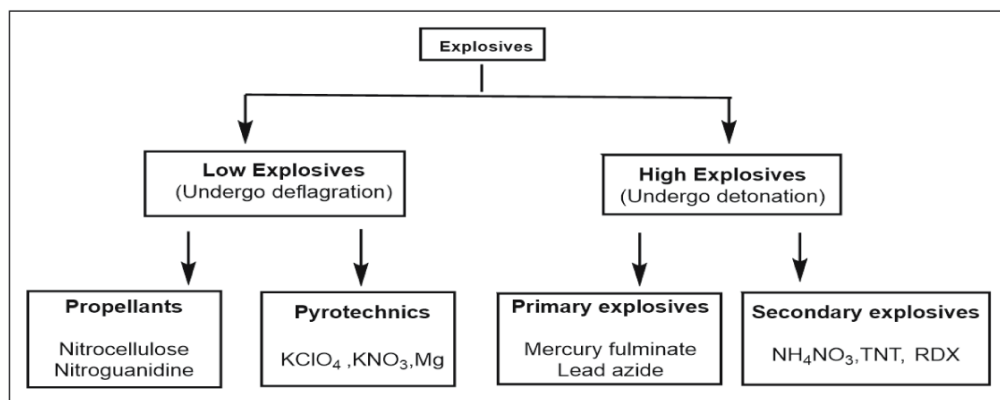 Explosives
Low Explosives
(Undergo deflagration)
High Explosives
(Undergo detonation)
Propellants
Nitrocellulose
Nitroguanidine
Pyrotechnics
KClO₄ ,KNO₃,Mg
Primary explosives
Mercury fulminate
Lead azide
Secondary explosives
NH₄NO₃,TNT, RDX